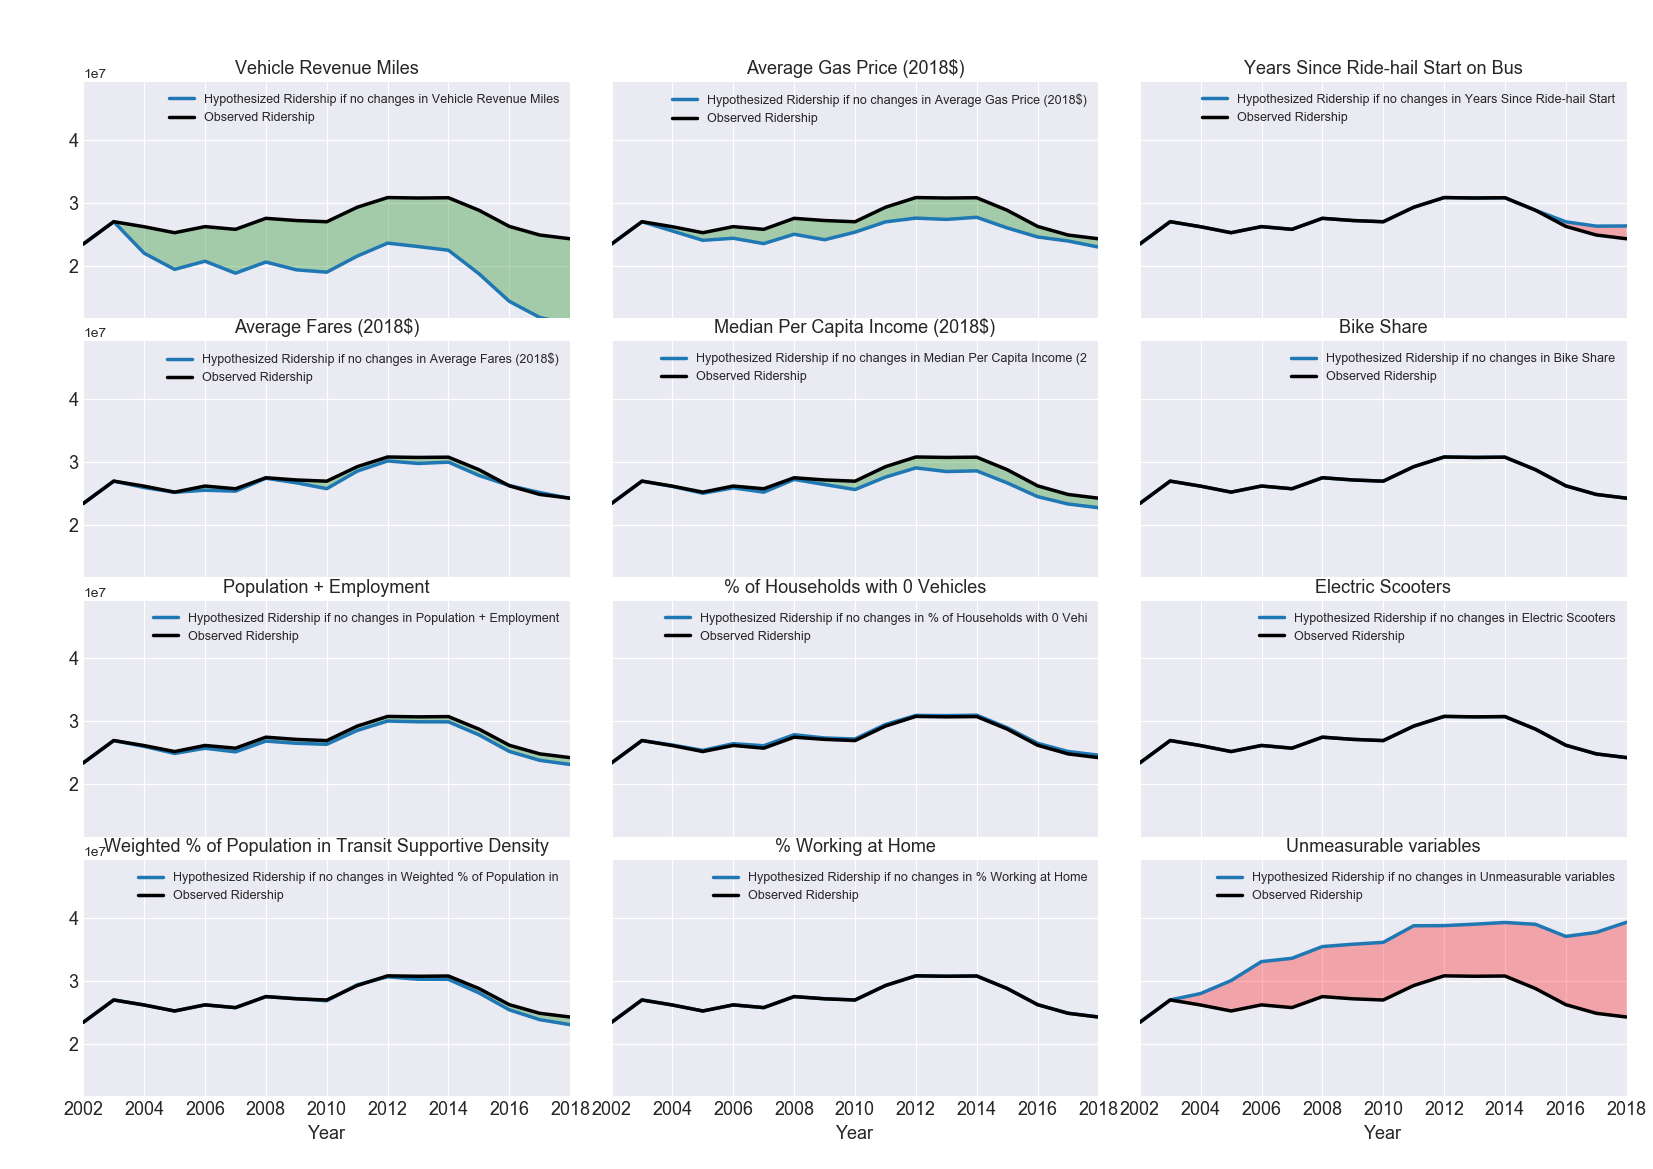 Vehicle Revenue Miles
1e7
Hypothesized Ridership if no changes in Vehicle Revenue Miles
Observed Ridership
4
3
2
Average Gas Price (2018$)
Hypothesized Ridership if no changes in Average Gas Price (2018$)
Observed Ridership
Years Since Ride-hail Start on Bus
Hypothesized Ridership if no changes in Years Since Ride-hail Start
Observed Ridership
Average Fares (2018$)
1e7
Hypothesized Ridership if no changes in Average Fares (2018$)
Observed Ridership
4
3
2
Median Per Capita Income (2018$)
Hypothesized Ridership if no changes in Median Per Capita Income (2
Observed Ridership
Bike Share
Hypothesized Ridership if no changes in Bike Share
Observed Ridership
Population + Employment
1e7
Hypothesized Ridership if no changes in Population + Employment
Observed Ridership
4
3
2
% of Households with 0 Vehicles
Hypothesized Ridership if no changes in % of Households with 0 Vehi
Observed Ridership
Electric Scooters
Hypothesized Ridership if no changes in Electric Scooters
Observed Ridership
Weighted % of Population in Transit Supportive Density
1e7
Hypothesized Ridership if no changes in Weighted % of Population in
Observed Ridership
4
3
2
2002 2004 2006 2008 2010 2012 2014 2016 2018
Year
% Working at Home
Hypothesized Ridership if no changes in % Working at Home
Observed Ridership
2002 2004 2006 2008 2010 2012 2014 2016 2018
Year
Unmeasurable variables
Hypothesized Ridership if no changes in Unmeasurable variables
Observed Ridership
2002 2004 2006 2008 2010 2012 2014 2016 2018
Year